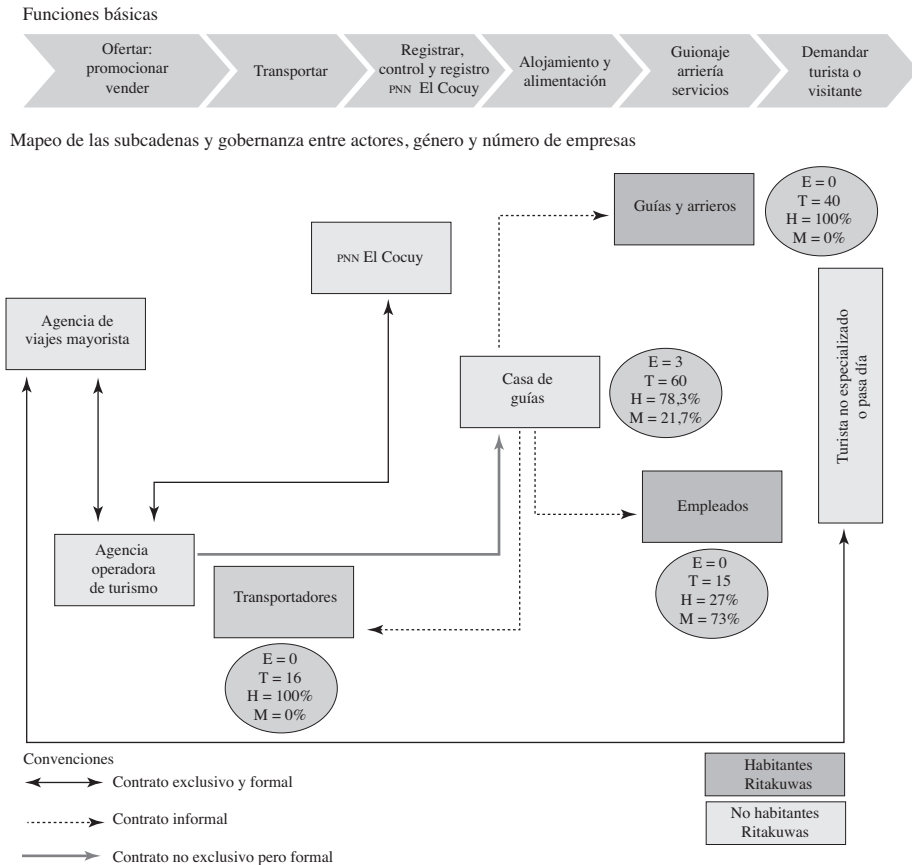 Funciones básicas
Ofertar:
promocionar
vender
Transportar
Registrar,
control y registro
PNN El Cocuy
Alojamiento y
alimentación
Guionaje
arriería
servicios
Demandar
turista o
visitante
Mapeo de las subcadenas y gobernanza entre actores, género y número de empresas
Guías y arrieros
E = 0
T = 40
H = 100%
M = 0%
PNN El Cocuy
Agencia de
viajes mayorista
Casa de
guías
E = 3
T = 60
H = 78,3%
M = 21,7%
Turista no especializado
o pasa día
Empleados
E = 0
T = 15
H = 27%
M = 73%
Agencia
operadora
de turismo
Transportadores
E = 0
T = 16
H = 100%
M = 0%
Convenciones
Contrato exclusivo y formal
Contrato informal
Contrato no exclusivo pero formal
Habitantes
Ritakuwas
No habitantes
Ritakuwas